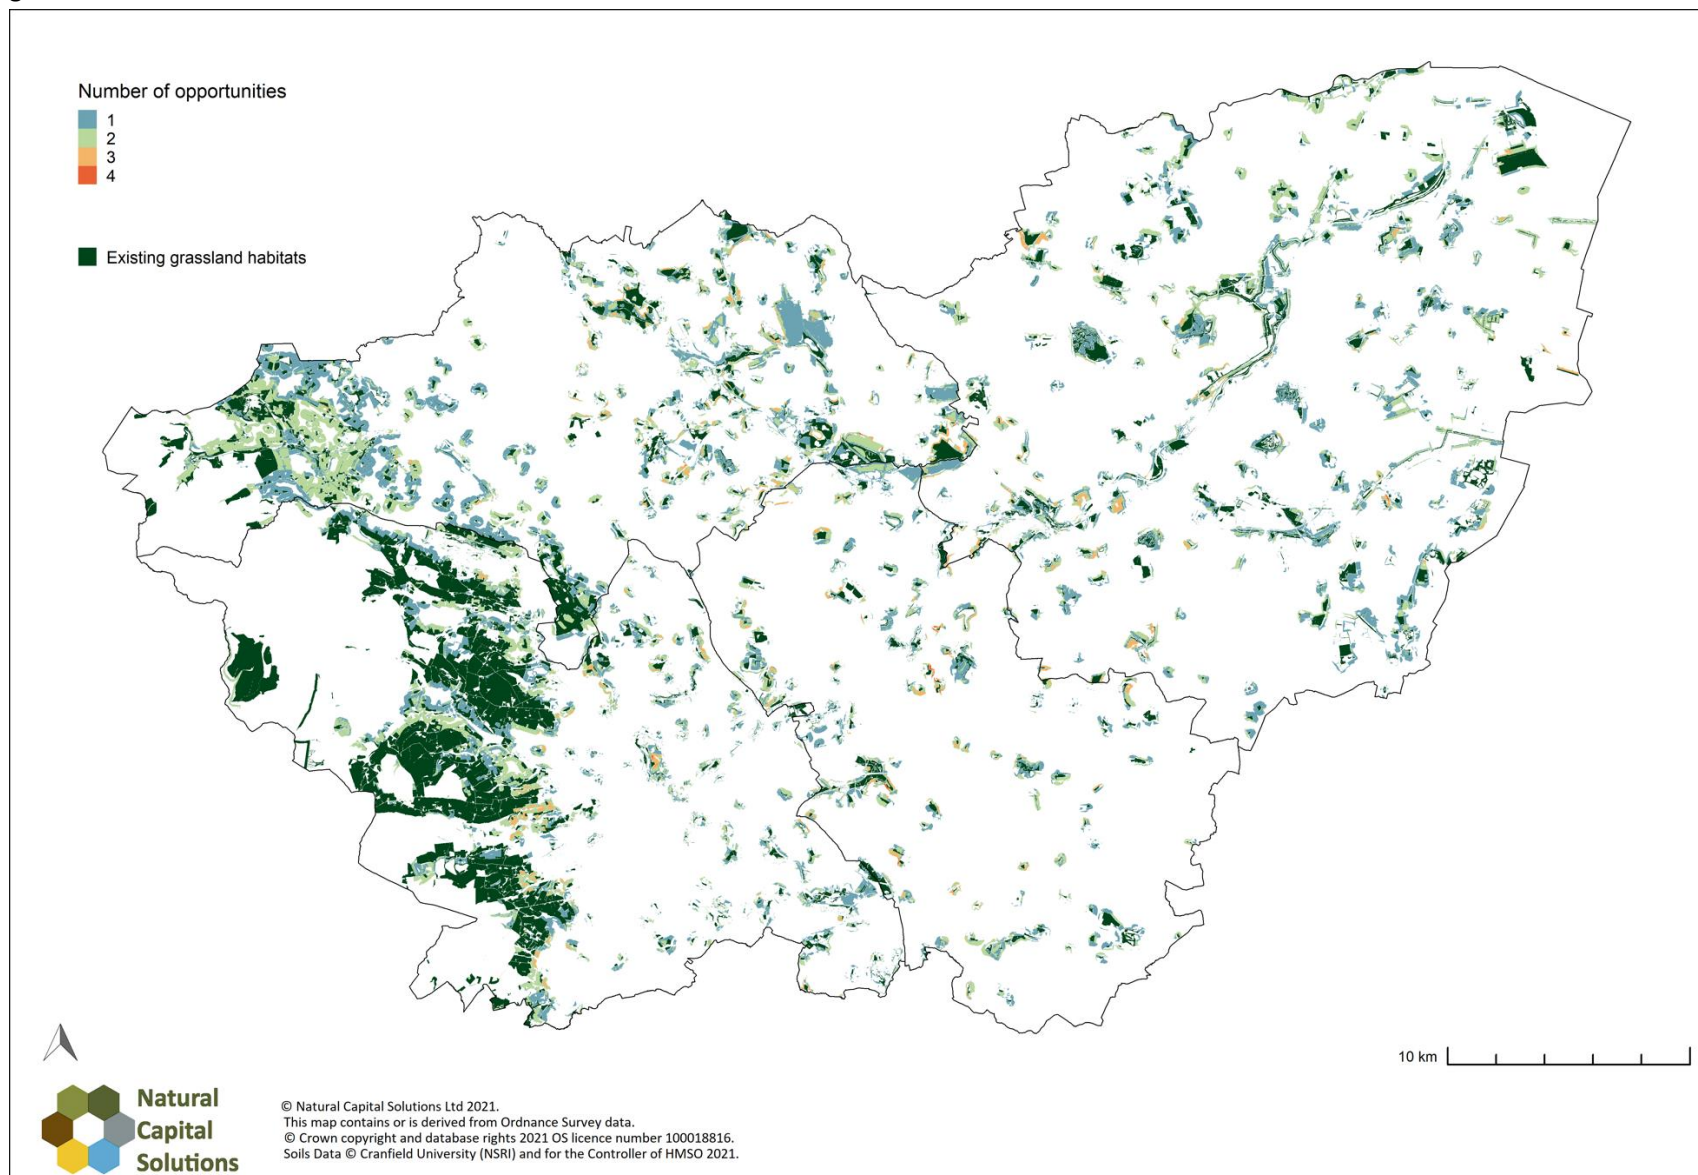 Number of opportunities
1
2
3
4
Existing grassland habitats
10 km
Natural
Capital
Solutions
© Natural Capital Solutions Ltd 2021.
This map contains or is derived from Ordnance Survey data.
© Crown copyright and database rights 2021 OS licence number 100018816.
Soils Data © Cranfield University (NSRI) and for the Controller of HMSO 2021.